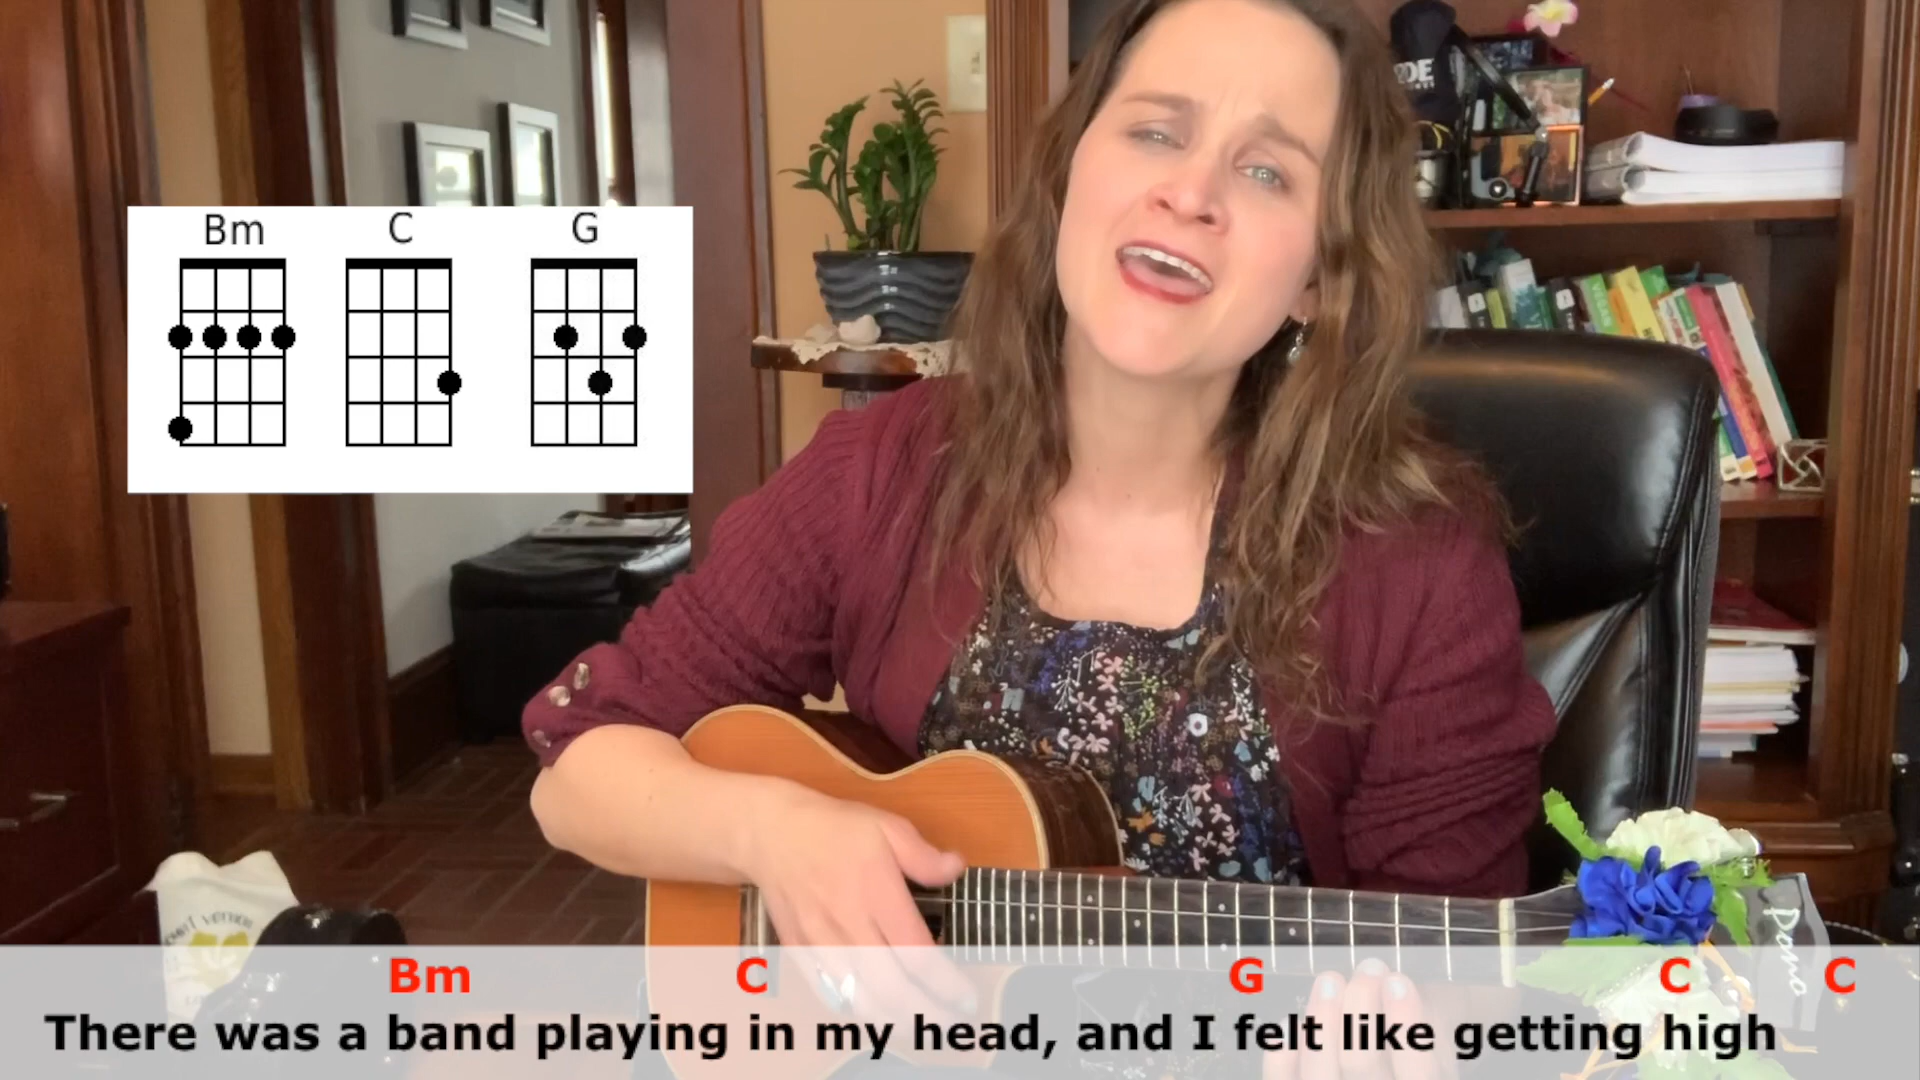 Bm C G
Bm C G C C
There was a band playing in my head, and I felt like getting high